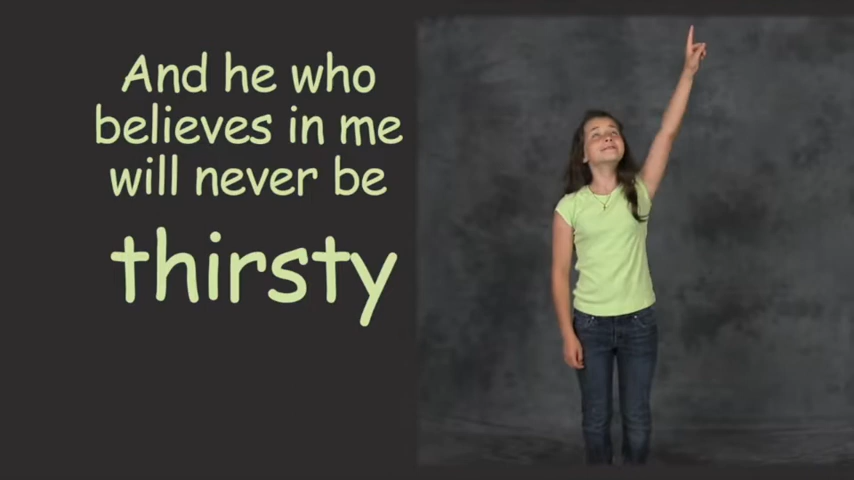 And he who
believes in me
will never be
thirsty